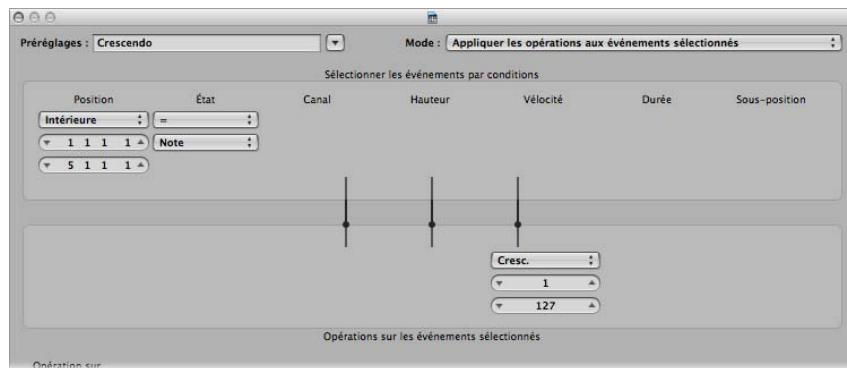 Préréglages : Crescendo Mode : Appliquer les opérations aux événements sélectionnés
Sélectionner les événements par conditions
Position État Canal Hauteur Vélocité Durée Sous-position
Intérieure =
1 1 1 1 Note
5 1 1 1
Cresc.
1
127
Opérations sur les événements sélectionnés
Opération sur